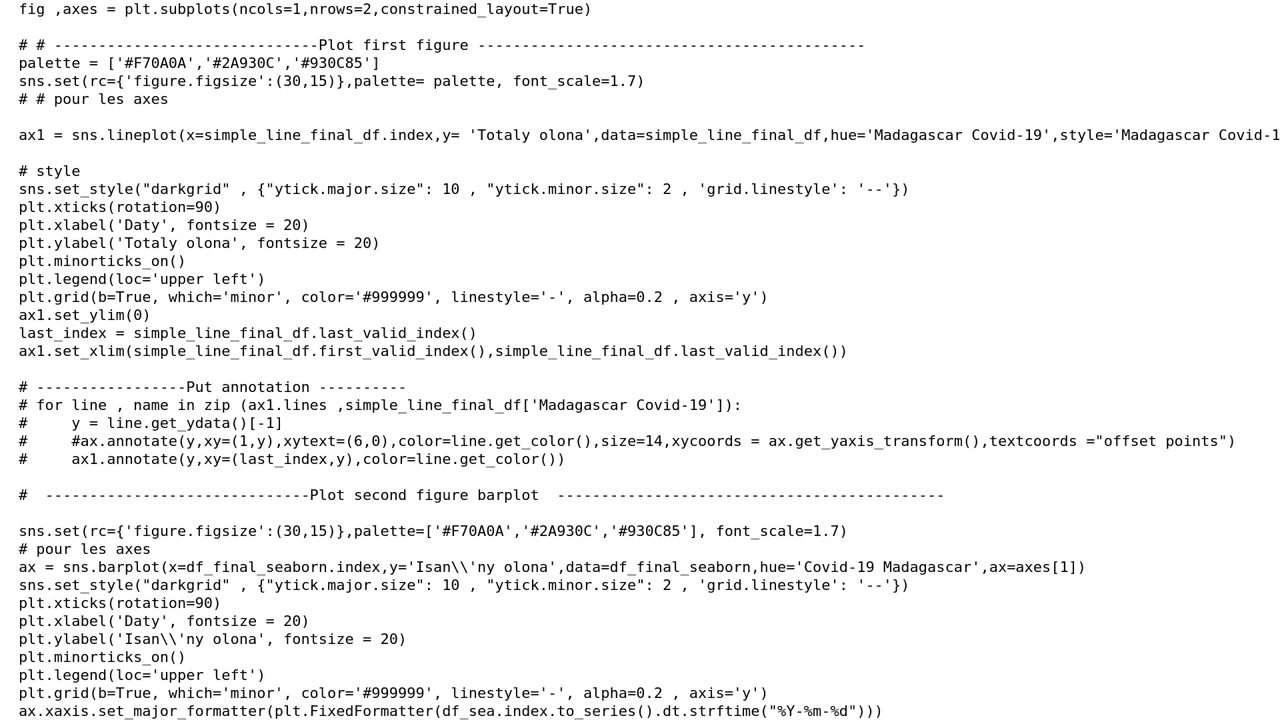 fig ,axes = plt.subplots(ncols=1,nrows=2,constrained_layout=True)
# # ------------------------------Plot first figure --------------------------------------------
palette = ['#F70A0A','#2A930C','#930C85']
sns.set(rc={'figure.figsize':(30,15)},palette= palette, font_scale=1.7)
# # pour les axes
ax1 = sns.lineplot(x=simple_line_final_df.index,y= 'Totaly olona',data=simple_line_final_df,hue='Madagascar Covid-19',style='Madagascar Covid-1
# style
sns.set_style("darkgrid" , {"ytick.major.size": 10 , "ytick.minor.size": 2 , 'grid.linestyle': '--'})
plt.xticks(rotation=90)
plt.xlabel('Daty', fontsize = 20)
plt.ylabel('Totaly olona', fontsize = 20)
plt.minorticks_on()
plt.legend(loc='upper left')
plt.grid(b=True, which='minor', color='#999999', linestyle='-', alpha=0.2 , axis='y')
ax1.set_ylim(0)
last_index = simple_line_final_df.last_valid_index()
ax1.set_xlim(simple_line_final_df.first_valid_index(),simple_line_final_df.last_valid_index())
# -----------------Put annotation ----------
# for line , name in zip (ax1.lines ,simple_line_final_df['Madagascar Covid-19']):
#     y = line.get_ydata()[-1]
#     #ax.annotate(y,xy=(1,y),xytext=(6,0),color=line.get_color(),size=14,xycoords = ax.get_yaxis_transform(),textcoords ="offset points")
#     ax1.annotate(y,xy=(last_index,y),color=line.get_color())
#  ------------------------------Plot second figure barplot  --------------------------------------------
sns.set(rc={'figure.figsize':(30,15)},palette=['#F70A0A','#2A930C','#930C85'], font_scale=1.7)
# pour les axes
ax = sns.barplot(x=df_final_seaborn.index,y='Isan\\'ny olona',data=df_final_seaborn,hue='Covid-19 Madagascar',ax=axes[1])
sns.set_style("darkgrid" , {"ytick.major.size": 10 , "ytick.minor.size": 2 , 'grid.linestyle': '--'})
plt.xticks(rotation=90)
plt.xlabel('Daty', fontsize = 20)
plt.ylabel('Isan\\'ny olona', fontsize = 20)
plt.minorticks_on()
plt.legend(loc='upper left')
plt.grid(b=True, which='minor', color='#999999', linestyle='-', alpha=0.2 , axis='y')
ax.xaxis.set_major_formatter(plt.FixedFormatter(df_sea.index.to_series().dt.strftime("%Y-%m-%d")))